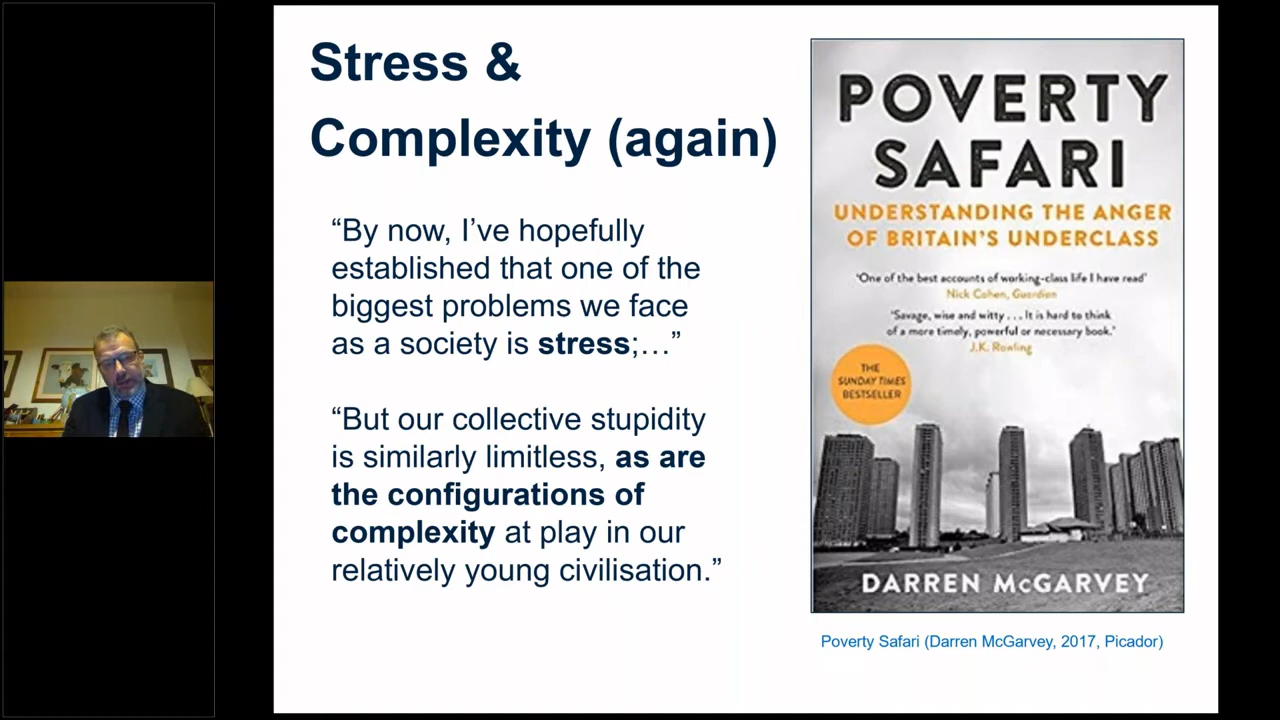 Stress &
Complexity (again)
“By now, I’ve hopefully
established that one of the
biggest problems we face
as a society is stress;…”
“But our collective stupidity
is similarly limitless, as are
the configurations of
complexity at play in our
relatively young civilisation.”
POVERTY
SAFARI
UNDERSTANDING THE ANGER
OF BRITAIN’S UNDERCLASS
‘One of the best accounts of working-class life I have read’
Nick Cohen, Guardian
‘Savage, wise and witty . . . It is hard to think
of a more timely, powerful or necessary book.’
J.K. Rowling
THE
SUNDAY TIMES
BESTSELLER
DARREN McGARVEY
Poverty Safari (Darren McGarvey, 2017, Picador)